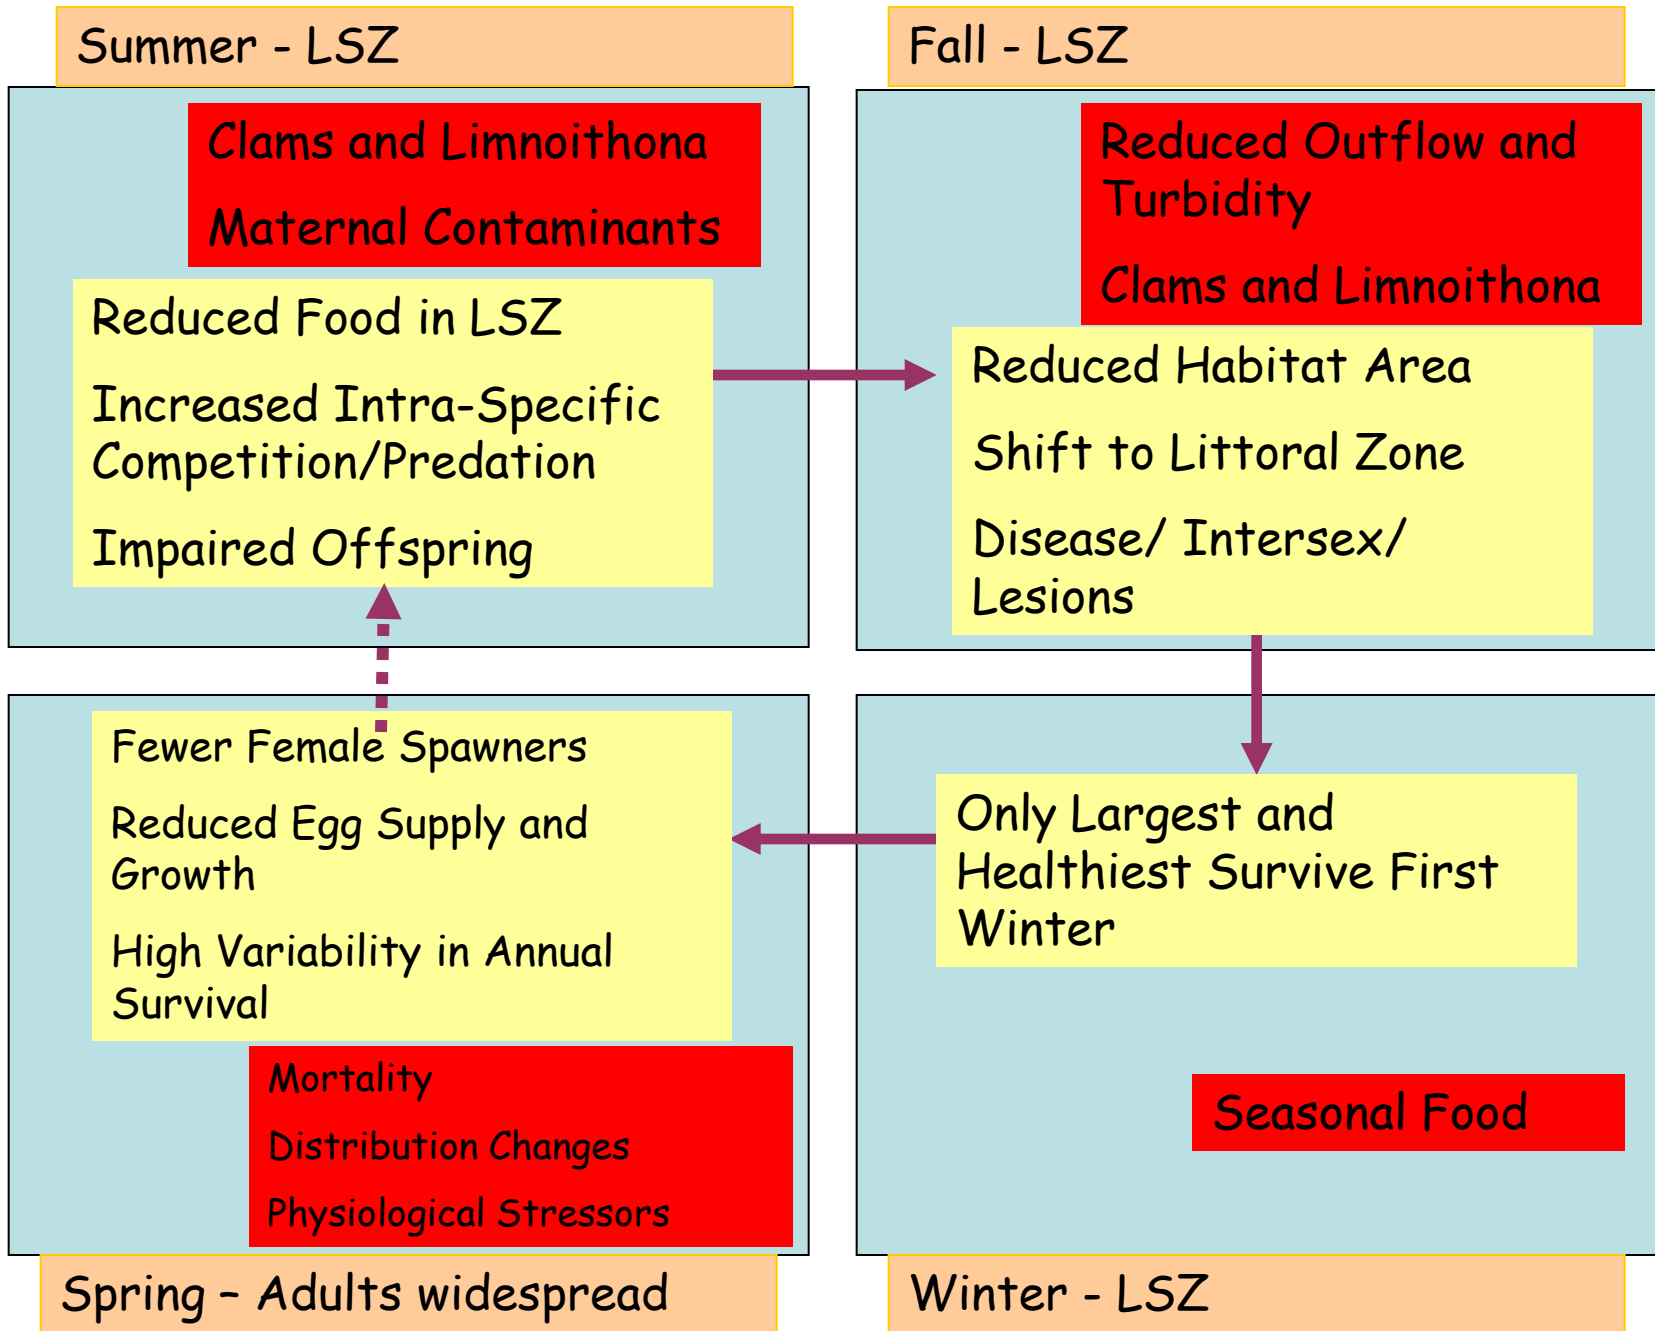 Summer - LSZ
Clams and Limnoithona
Maternal Contaminants
Reduced Food in LSZ
Increased Intra-Specific
Competition/Predation
Impaired Offspring
Fall - LSZ
Reduced Outflow and
Turbidity
Clams and Limnoithona
Reduced Habitat Area
Shift to Littoral Zone
Disease/ Intersex/
Lesions
Fewer Female Spawners
Reduced Egg Supply and
Growth
High Variability in Annual
Survival
Mortality
Distribution Changes
Physiological Stressors
Spring – Adults widespread
Only Largest and
Healthiest Survive First
Winter
Seasonal Food
Winter - LSZ